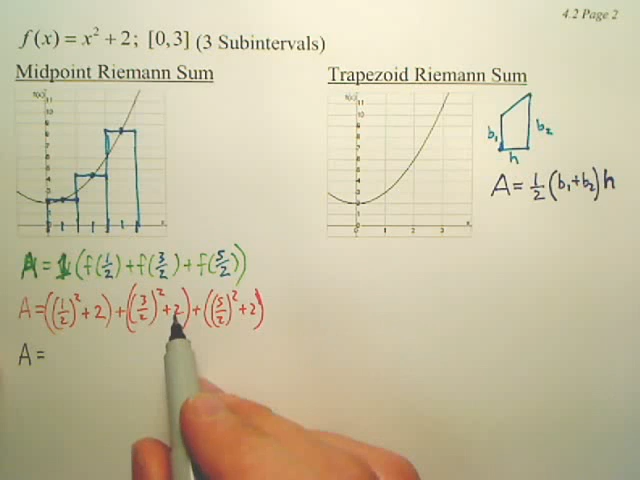 4.2 Page 2
f(x) = x² + 2; [0,3] (3 Subintervals)
Midpoint Riemann Sum
Trapezoid Riemann Sum
b₁
b₂
h
A = ½(b₁+b₂)h
A = 1(f(1/2) + f(3/2) + f(5/2))
A = ((1/2)² + 2) + ((3/2)² + 2) + ((5/2)² + 2)
A =